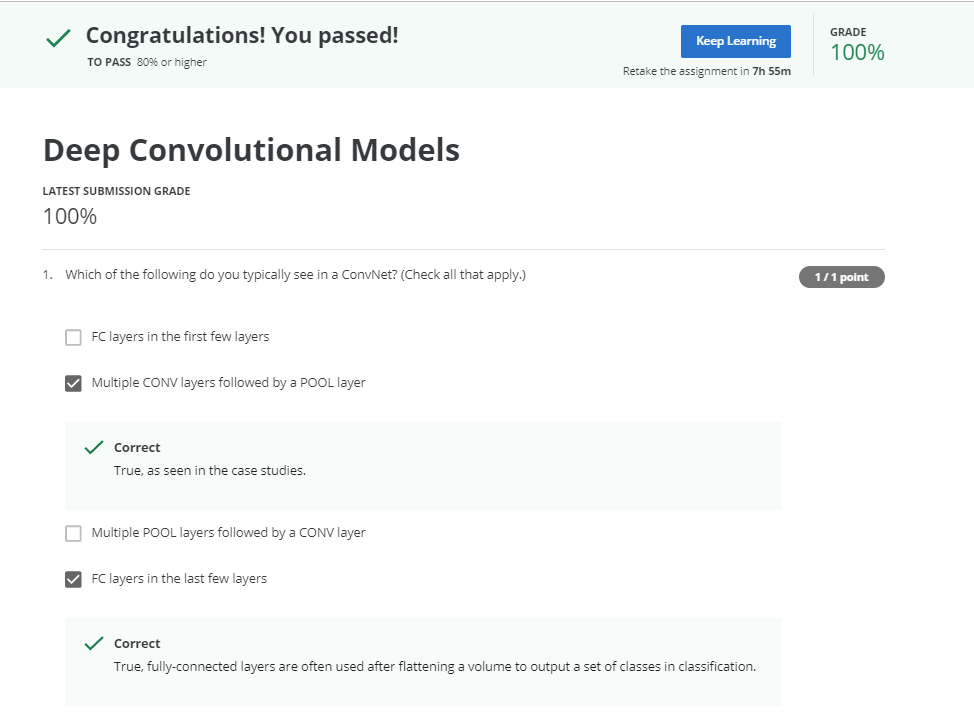 Congratulations! You passed!
TO PASS 80% or higher
Keep Learning
Retake the assignment in 7h 55m
GRADE
100%
Deep Convolutional Models
LATEST SUBMISSION GRADE
100%
1. Which of the following do you typically see in a ConvNet? (Check all that apply.)
1 / 1 point
FC layers in the first few layers
Multiple CONV layers followed by a POOL layer
Correct
True, as seen in the case studies.
Multiple POOL layers followed by a CONV layer
FC layers in the last few layers
Correct
True, fully-connected layers are often used after flattening a volume to output a set of classes in classification.